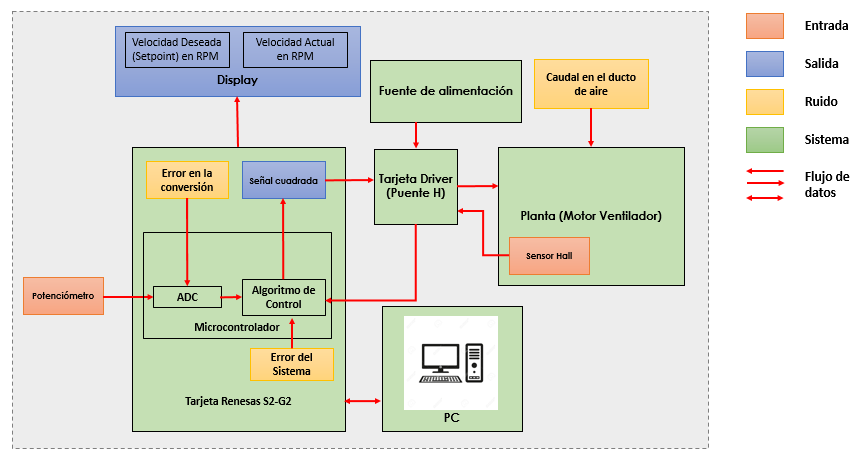 Velocidad Deseada
(Setpoint) en RPM
Velocidad Actual
en RPM
Display
Fuente de alimentación
Caudal en el ducto
de aire
Entrada
Salida
Ruido
Sistema
Flujo de
datos
Error en la
conversión
Señal cuadrada
Tarjeta Driver
(Puente H)
Planta (Motor Ventilador)
Sensor Hall
Potenciómetro
ADC
Algoritmo de
Control
Microcontrolador
Error del
Sistema
Tarjeta Renesas S2-G2
PC